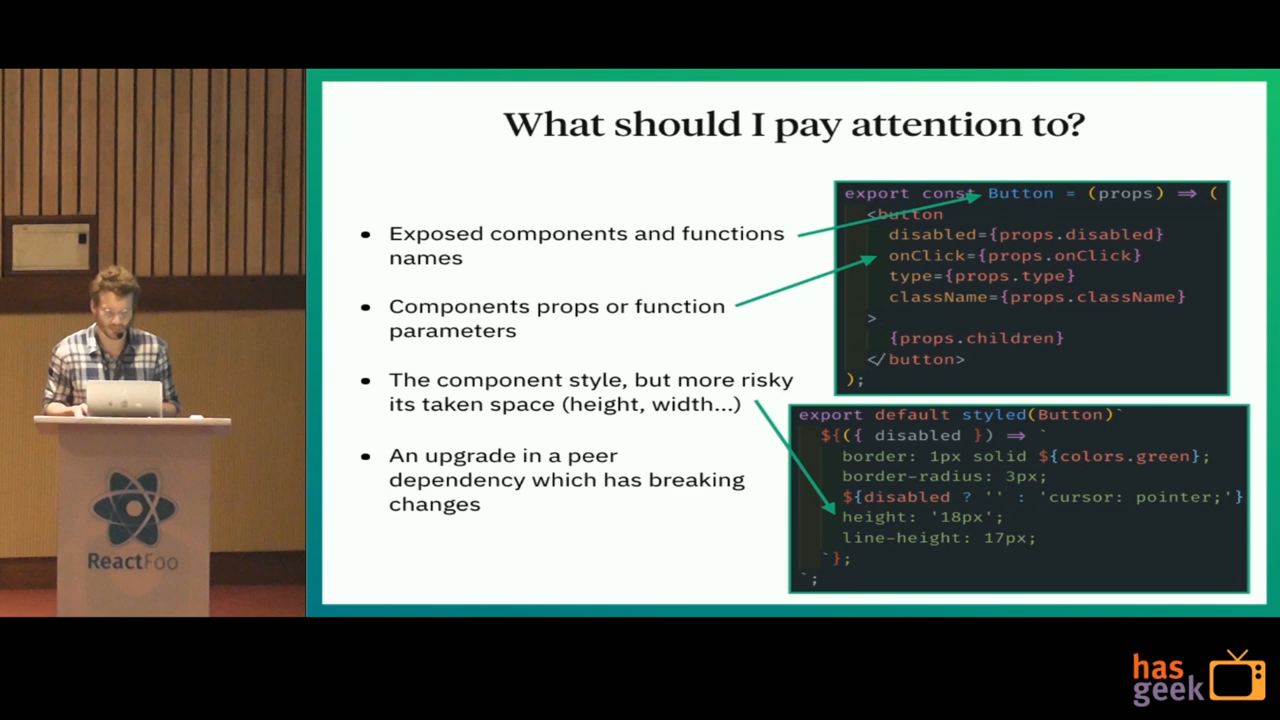 What should I pay attention to?
• Exposed components and functions
names
• Components props or function
parameters
• The component style, but more risky
its taken space (height, width...)
• An upgrade in a peer
dependency which has breaking
changes
export const Button = (props) => (
<button
disabled={props.disabled}
onClick={props.onClick}
type={props.type}
className={props.className}
>
{props.children}
</button>
);
export default styled(Button)`
${({ disabled }) => `
border: 1px solid ${colors.green};
border-radius: 3px;
${disabled ? '' : 'cursor: pointer;'}
height: '18px';
line-height: 17px;
`};
`;
ReactFoo
has
geek